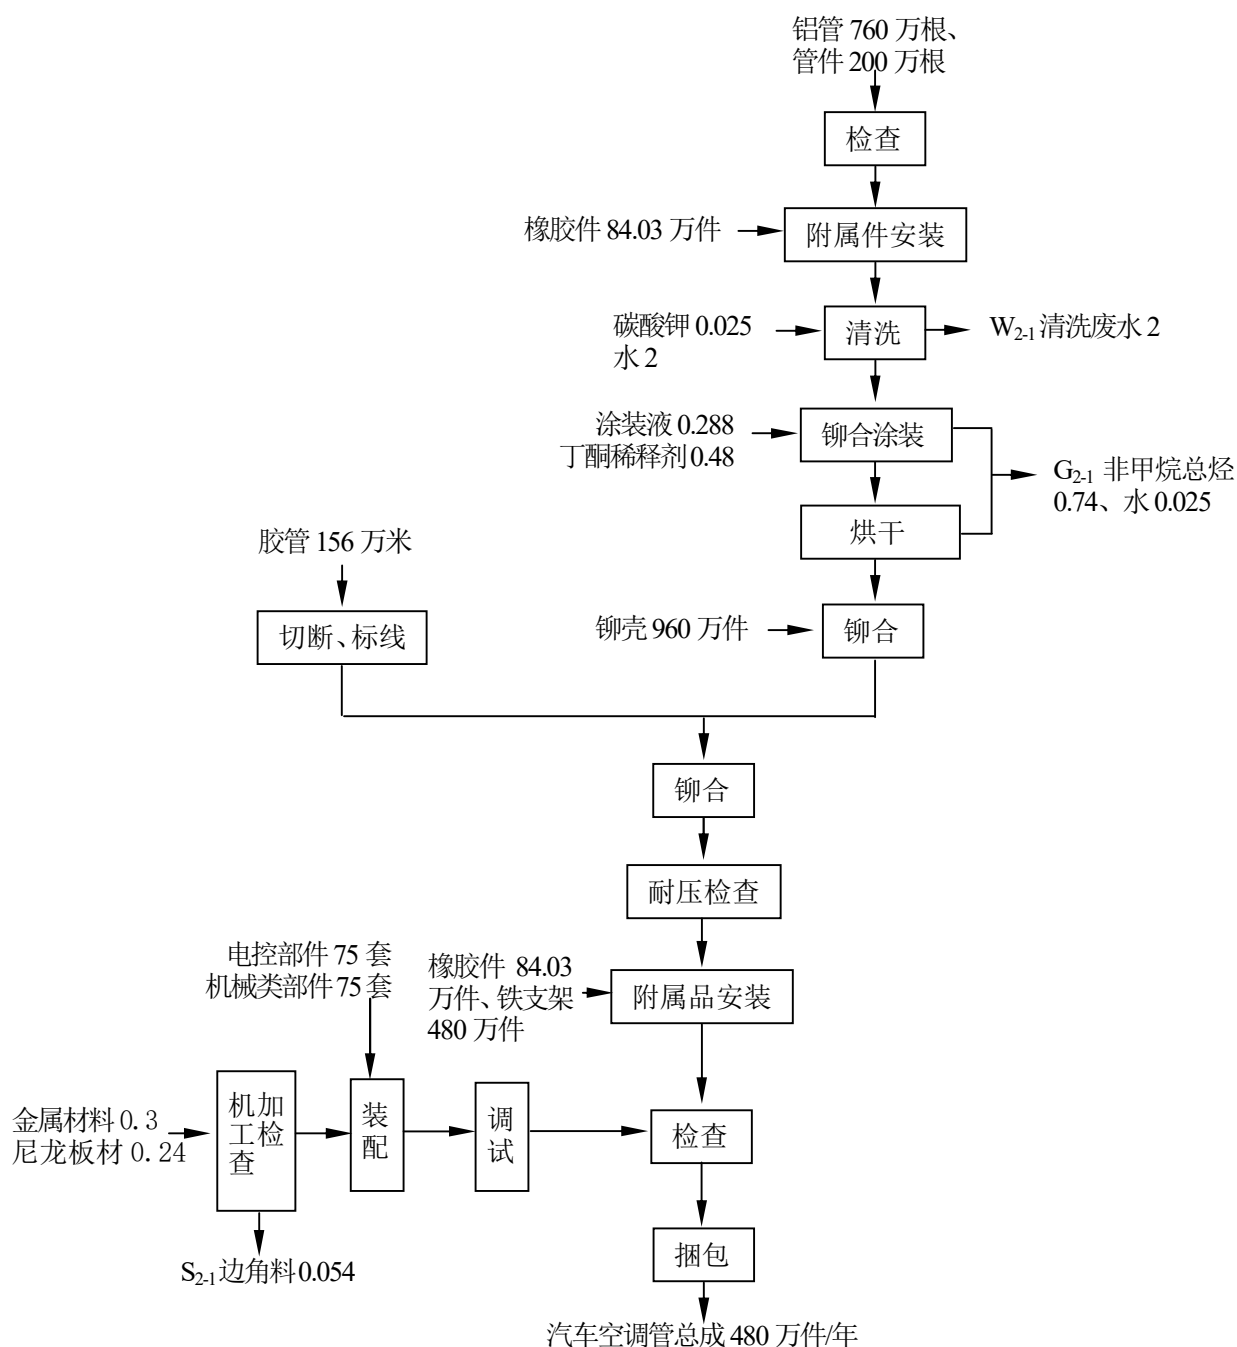 铝管 760 万根、
管件 200 万根
检查
橡胶件 84.03 万件
附属件安装
碳酸钾 0.025
水 2
清洗
W2-1 清洗废水 2
涂装液 0.288
丁酮稀释剂 0.48
铆合涂装
G2-1 非甲烷总烃
0.74、水 0.025
烘干
胶管 156 万米
切断、标线
铆壳 960 万件
铆合
铆合
耐压检查
电控部件 75 套
机械类部件 75 套
橡胶件 84.03
万件、铁支架
480 万件
附属品安装
金属材料 0.3
尼龙板材 0.24
机加
工检
查
装
配
调
试
检查
S2-1 边角料 0.054
捆包
汽车空调管总成 480 万件/年